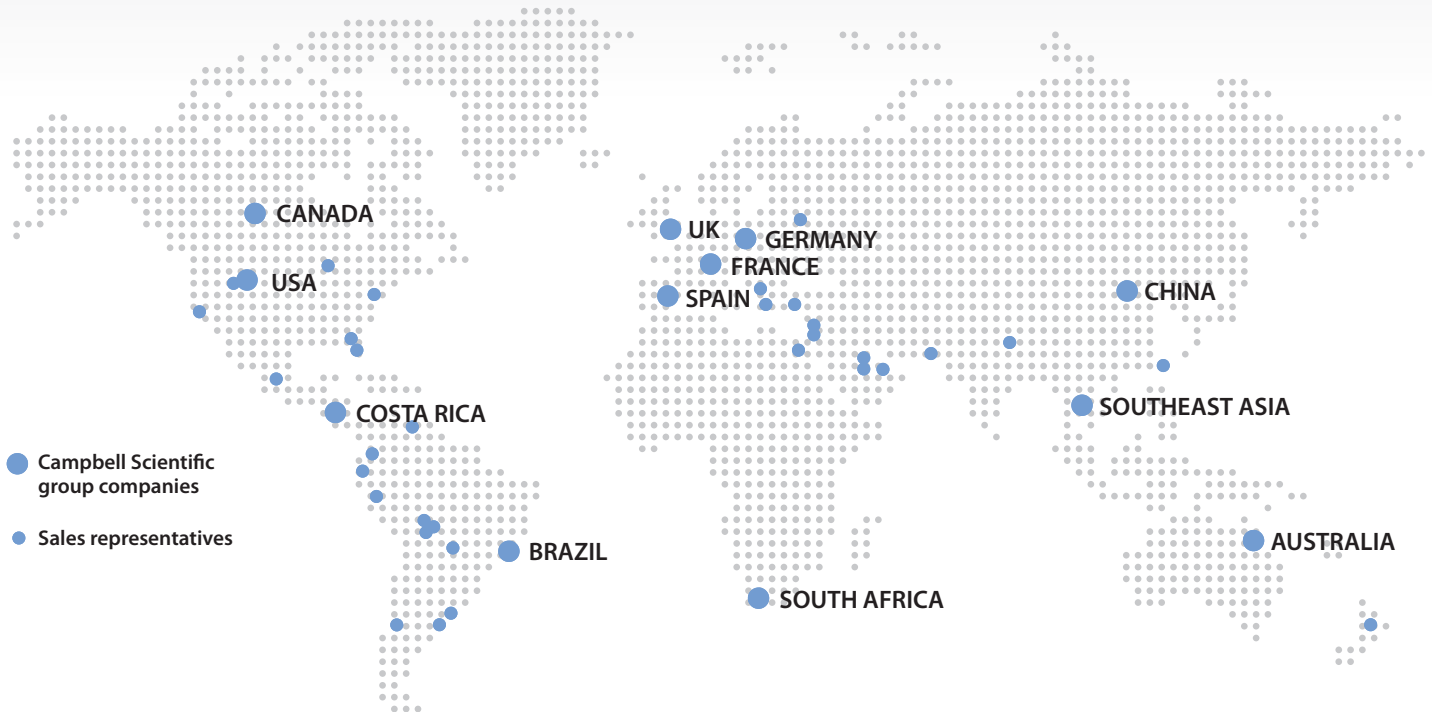 CANADA
UK
GERMANY
FRANCE
USA
SPAIN
CHINA
COSTA RICA
SOUTHEAST ASIA
Campbell Scientific
group companies
Sales representatives
BRAZIL
AUSTRALIA
SOUTH AFRICA